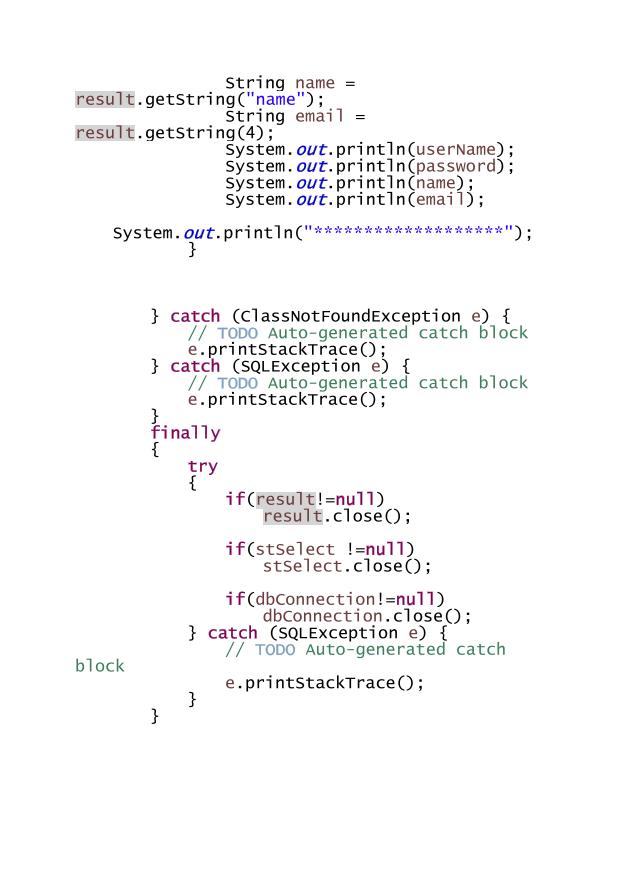 String name =
result.getString("name");
String email =
result.getString(4);
System.out.println(userName);
System.out.println(password);
System.out.println(name);
System.out.println(email);
System.out.println("*******************");
}
} catch (ClassNotFoundException e) {
// TODO Auto-generated catch block
e.printStackTrace();
} catch (SQLException e) {
// TODO Auto-generated catch block
e.printStackTrace();
}
finally
{
try
{
if(result!=null)
result.close();
if(stSelect !=null)
stSelect.close();
if(dbConnection!=null)
dbConnection.close();
} catch (SQLException e) {
// TODO Auto-generated catch
block
e.printStackTrace();
}
}